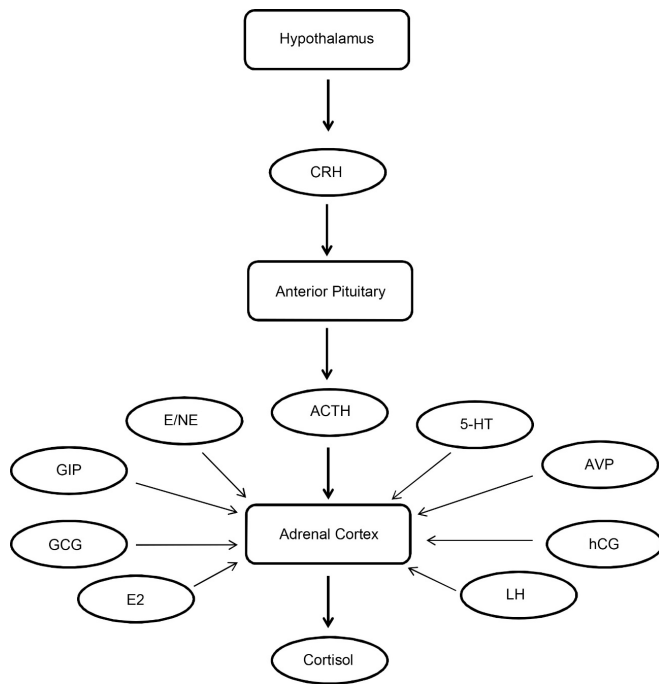 Hypothalamus
CRH
Anterior Pituitary
ACTH
E/NE
5-HT
GIP
AVP
Adrenal Cortex
GCG
hCG
E2
LH
Cortisol